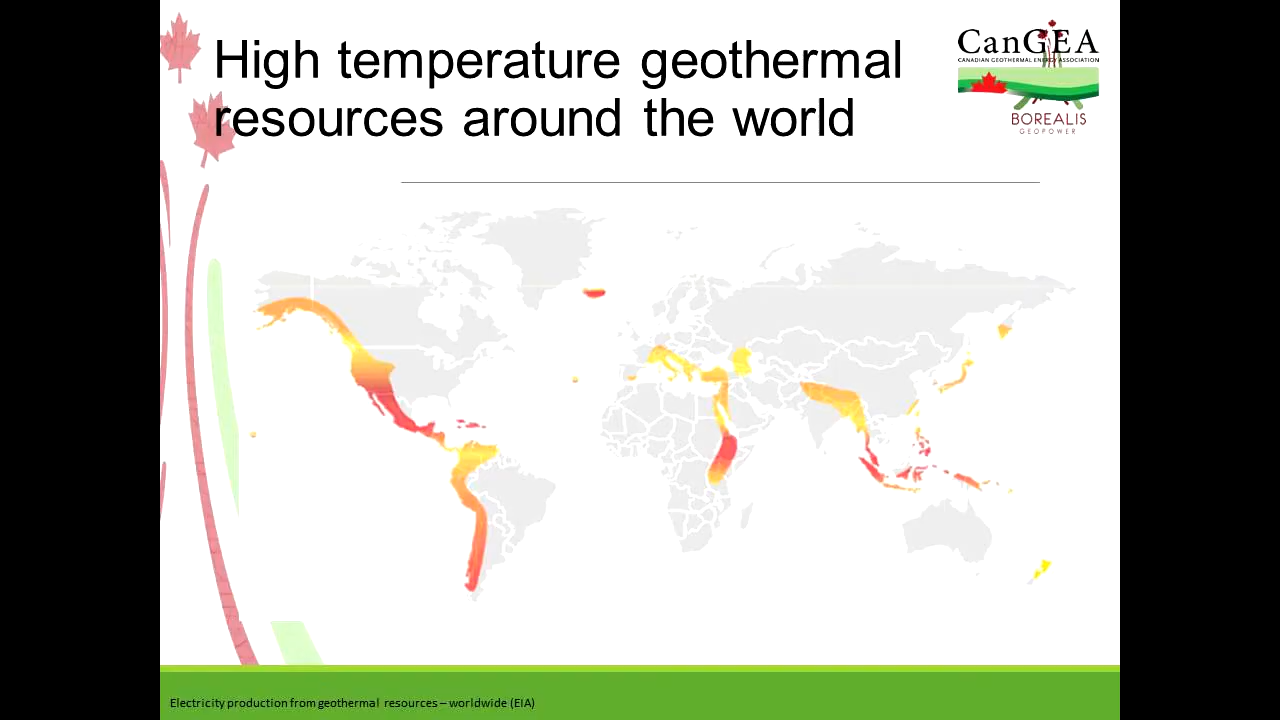 High temperature geothermal
resources around the world
CanGEA
CANADIAN GEOTHERMAL ENERGY ASSOCIATION
BOREALIS
GEOPOWER
Electricity production from geothermal resources – worldwide (EIA)